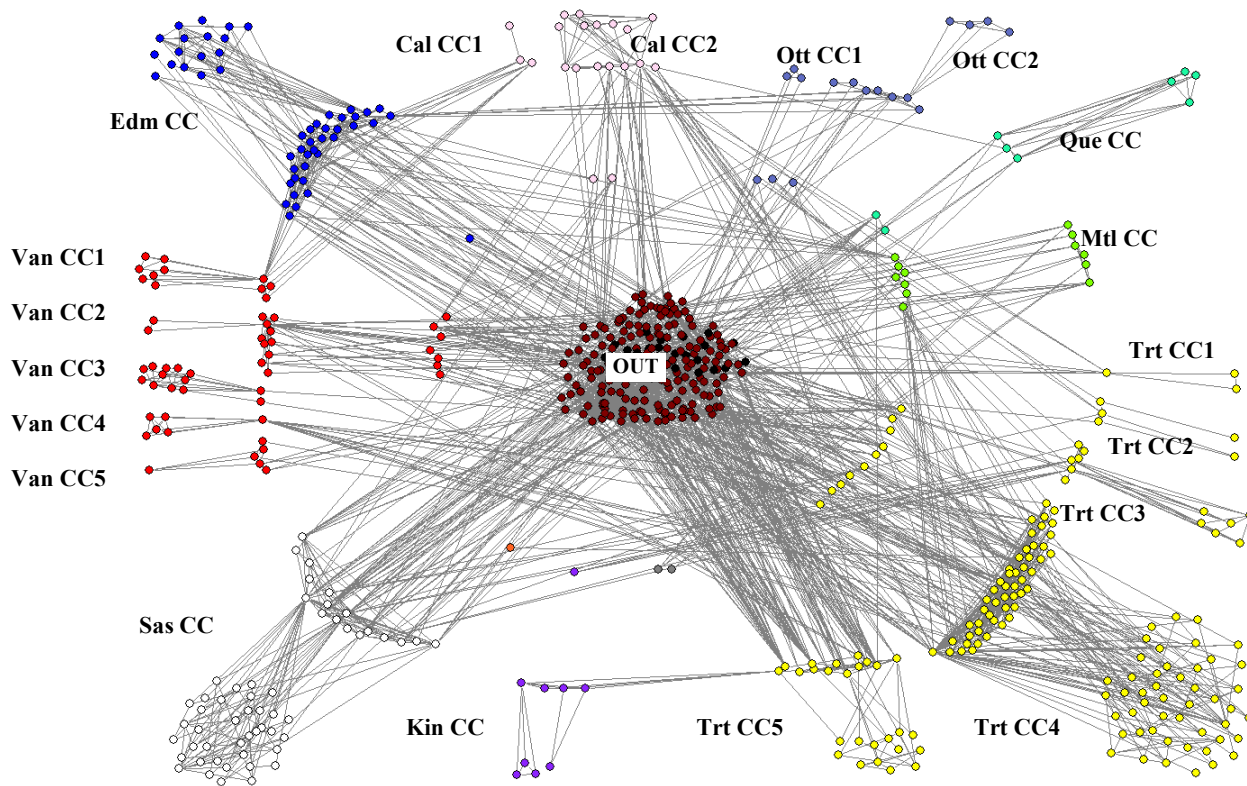 Cal CC1
Cal CC2
Ott CC1
Ott CC2
Edm CC
Que CC
Mtl CC
Van CC1
Van CC2
Van CC3
Van CC4
Van CC5
OUT
Trt CC1
Trt CC2
Trt CC3
Sas CC
Kin CC
Trt CC5
Trt CC4